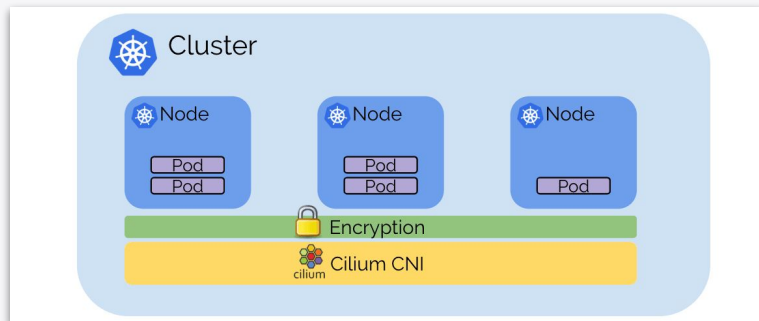 Cluster
Node
Node
Node
Pod
Pod
Pod
Pod
Pod
Encryption
cilium
Cilium CNI